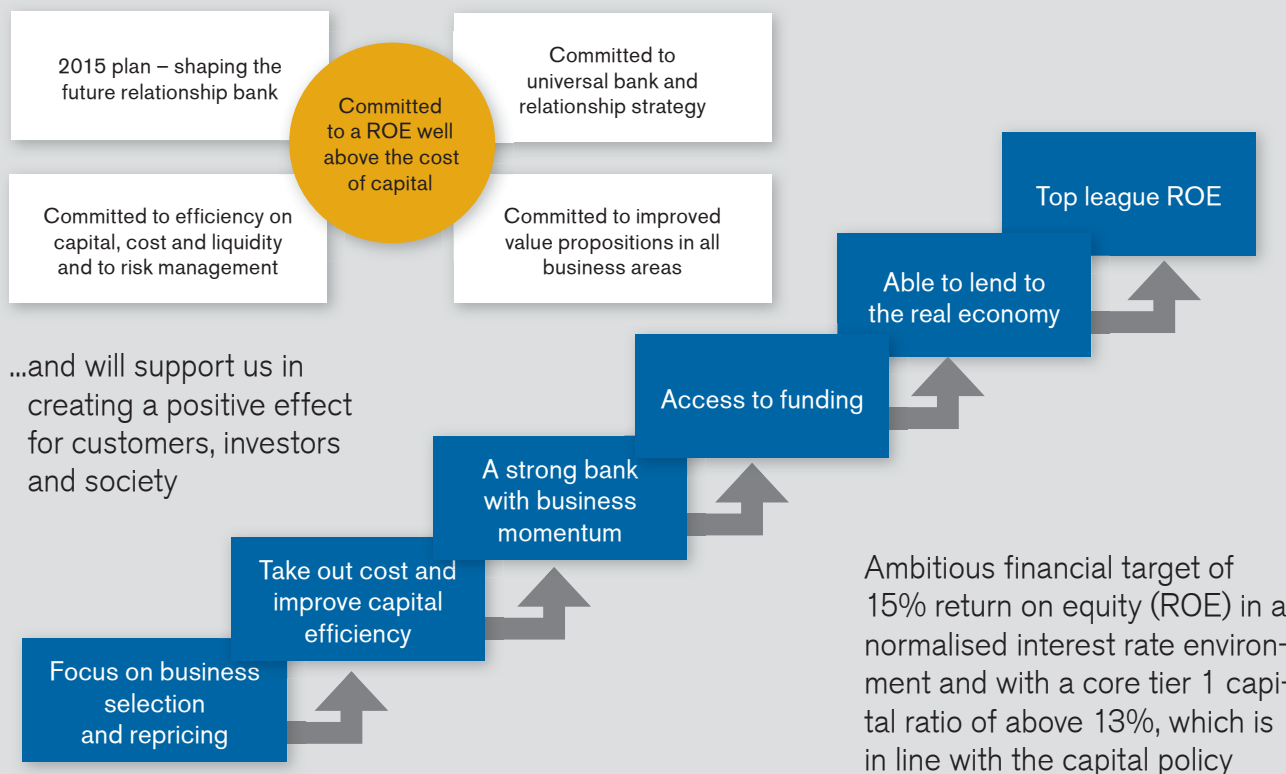 2015 plan – shaping the
future relationship bank
Committed to
universal bank and
relationship strategy
Committed
to a ROE well
above the cost
of capital
Committed to efficiency on
capital, cost and liquidity
and to risk management
Committed to improved
value propositions in all
business areas
...and will support us in
creating a positive effect
for customers, investors
and society
Top league ROE
Able to lend to
the real economy
Access to funding
A strong bank
with business
momentum
Take out cost and
improve capital
efficiency
Focus on business
selection
and repricing
Ambitious financial target of
15% return on equity (ROE) in a
normalised interest rate environ-
ment and with a core tier 1 capi-
tal ratio of above 13%, which is
in line with the capital policy